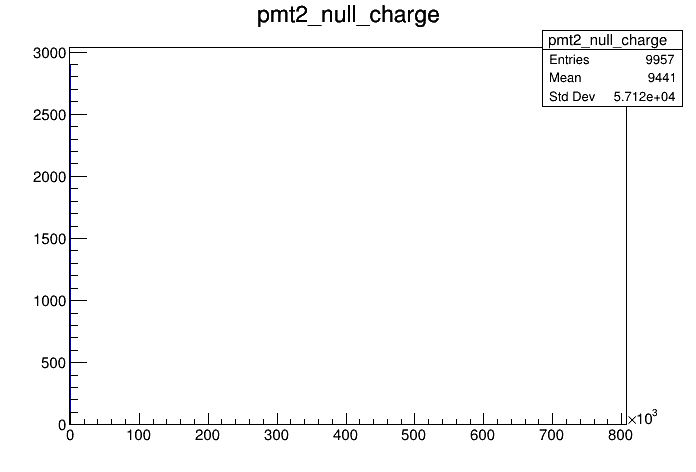 pmt2_null_charge
pmt2_null_charge
Entries 9957
Mean 9441
Std Dev 5.712e+04
3000
2500
2000
1500
1000
500
0
0 100 200 300 400 500 600 700 800
×10³